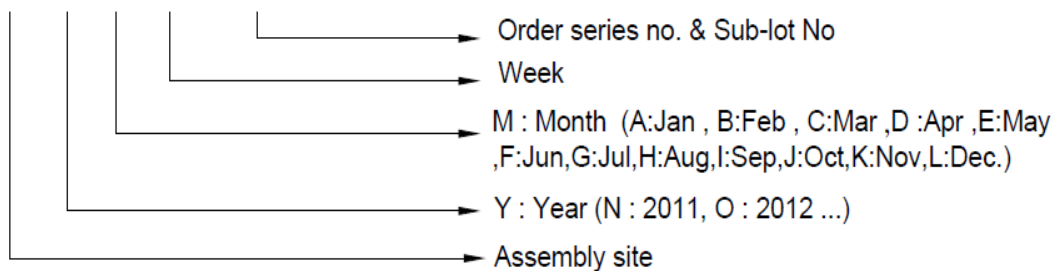 Order series no. & Sub-lot No
Week
M : Month (A:Jan , B:Feb , C:Mar ,D :Apr ,E:May
,F:Jun,G:Jul,H:Aug,I:Sep,J:Oct,K:Nov,L:Dec.)
Y : Year (N : 2011, O : 2012 ...)
Assembly site